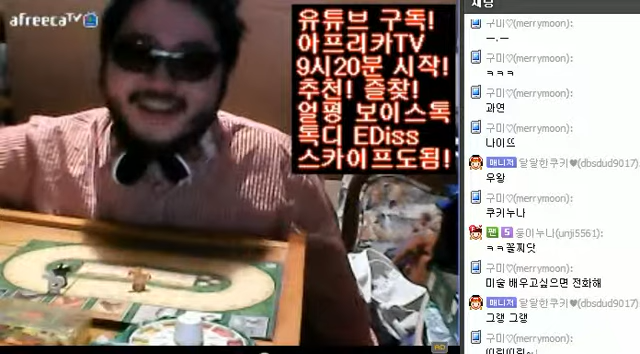 afreecaTV
유튜브 구독!
아프리카TV
9시20분 시작!
추천! 즐찾!
얼평 보이스톡
톡디 EDiss
스카이프도됨!
AD
채팅
구미♡(merrymoon):
ㅡ.ㅡ
구미♡(merrymoon):
ㅋㅋㅋ
구미♡(merrymoon):
과연
구미♡(merrymoon):
나이뜨
매니저 달달한쿠키♥(dbsdud9017):
우왕
구미♡(merrymoon):
쿠키누나
팬 S 둥이누니(unji5561):
ㅋㅋ꼴찌닷
구미♡(merrymoon):
미술 배우고싶으면 전화해
매니저 달달한쿠키♥(dbsdud9017):
그랭 그랭
구미♡(merrymoon):